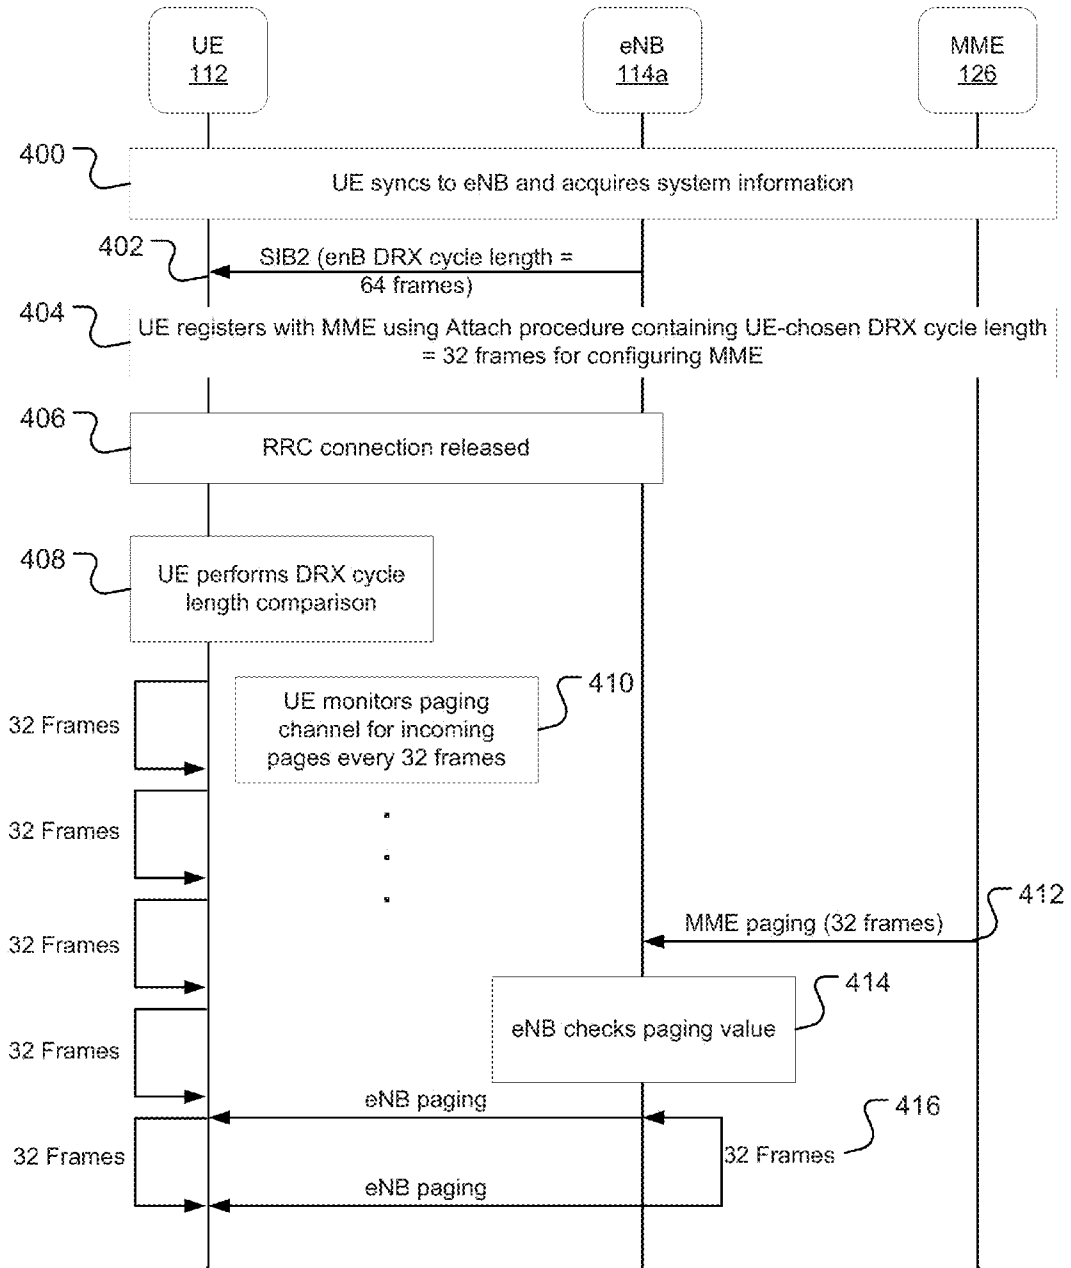 UE
112
eNB
114a
MME
126
400
UE syncs to eNB and acquires system information
402
SIB2 (enB DRX cycle length =
64 frames)
404
UE registers with MME using Attach procedure containing UE-chosen DRX cycle length
= 32 frames for configuring MME
406
RRC connection released
408
UE performs DRX cycle
length comparison
410
UE monitors paging
channel for incoming
pages every 32 frames
32 Frames
32 Frames
412
MME paging (32 frames)
32 Frames
414
eNB checks paging value
32 Frames
eNB paging
416
32 Frames
32 Frames
eNB paging